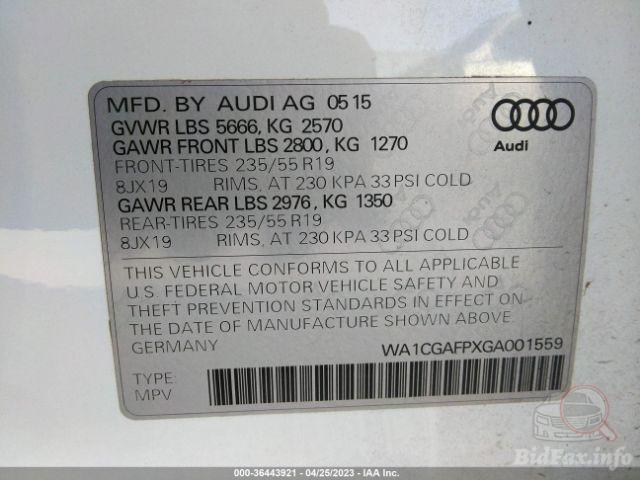 MFD. BY AUDI AG 05 15
GVWR LBS 5666, KG 2570
GAWR FRONT LBS 2800, KG 1270
FRONT-TIRES 235/55 R19
8JX19 RIMS, AT 230 KPA 33 PSI COLD
GAWR REAR LBS 2976, KG 1350
REAR-TIRES 235/55 R19
8JX19 RIMS, AT 230 KPA 33 PSI COLD
Audi
THIS VEHICLE CONFORMS TO ALL APPLICABLE
U.S. FEDERAL MOTOR VEHICLE SAFETY AND
THEFT PREVENTION STANDARDS IN EFFECT ON
THE DATE OF MANUFACTURE SHOWN ABOVE.
GERMANY WA1CGAFPXGA001559
TYPE:
MPV
BidFax.info
000-36443921 - 04/25/2023 - IAA Inc.